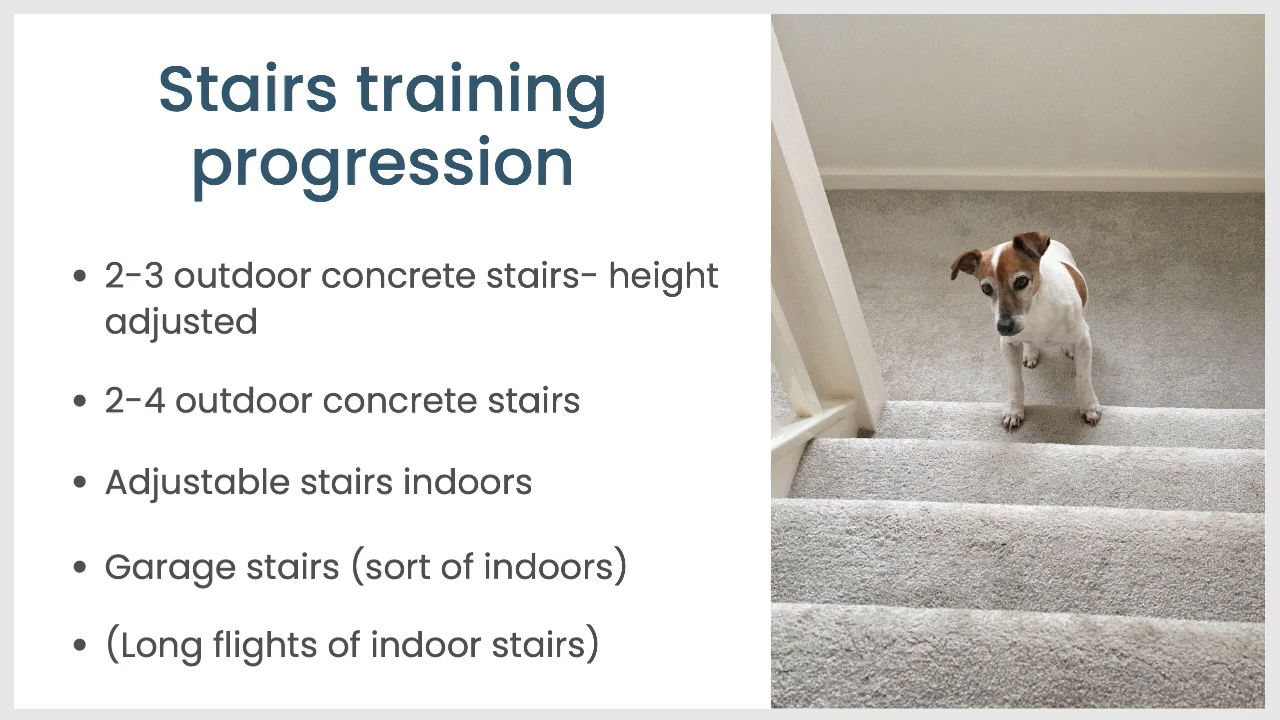 Stairs training
progression
• 2-3 outdoor concrete stairs- height
adjusted
• 2-4 outdoor concrete stairs
• Adjustable stairs indoors
• Garage stairs (sort of indoors)
• (Long flights of indoor stairs)